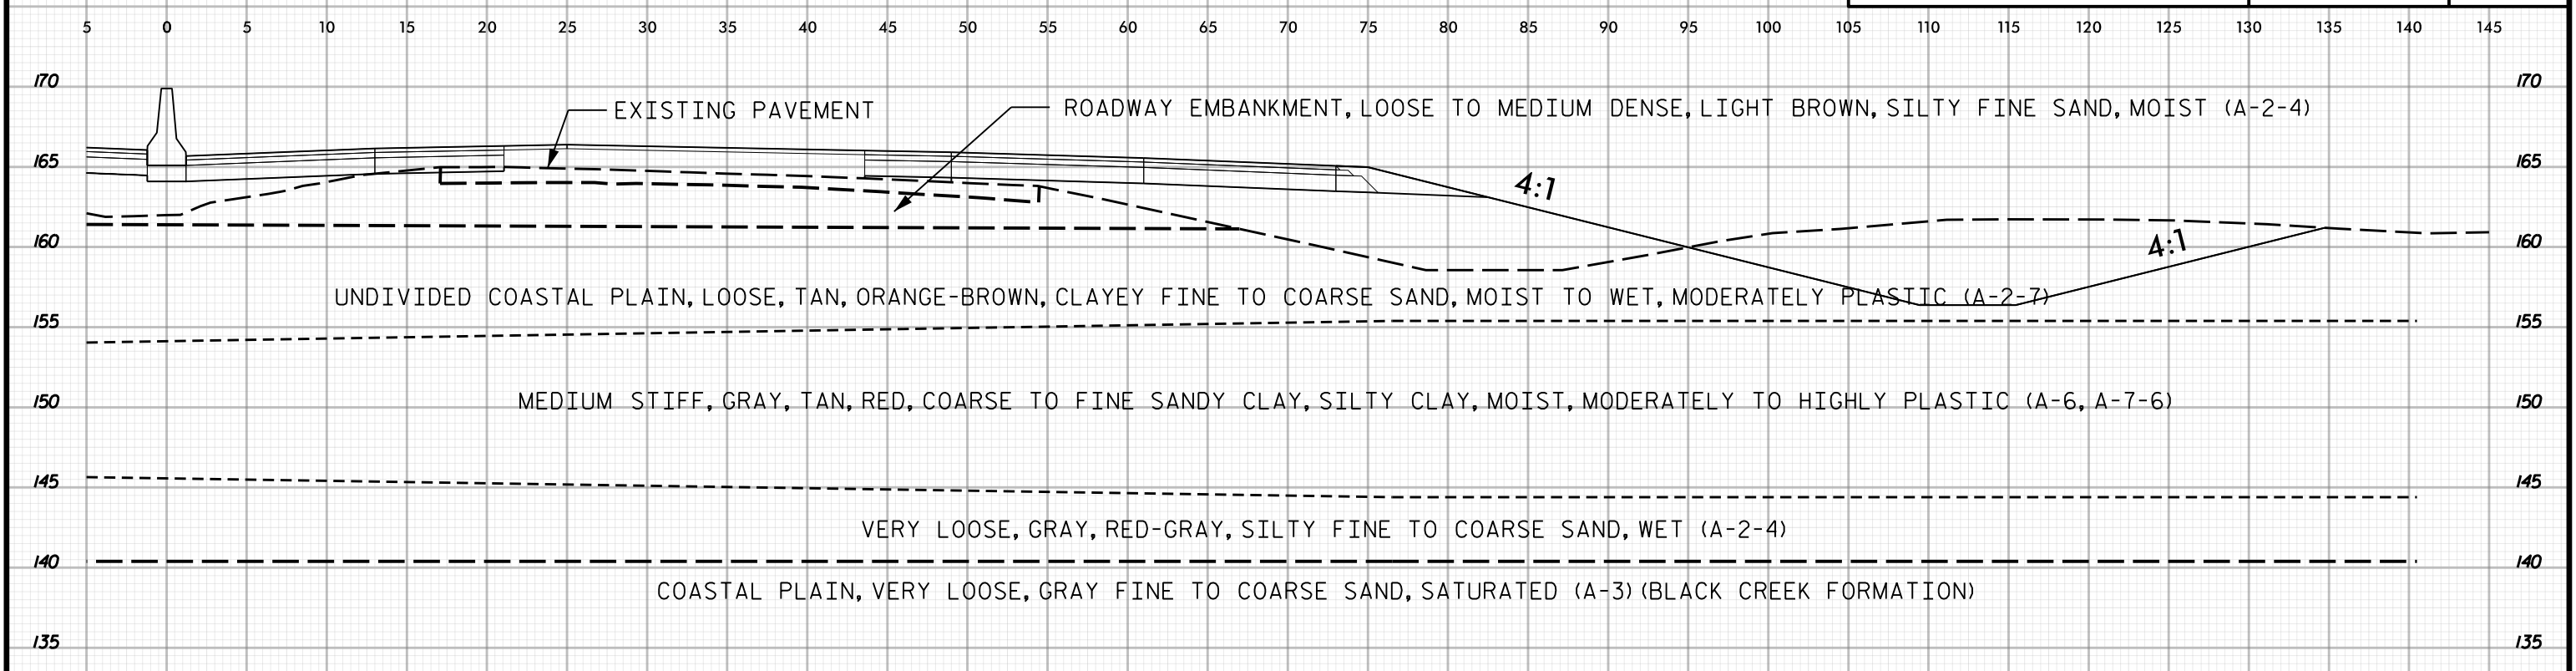 5 0 5 10 15 20 25 30 35 40 45 50 55 60 65 70 75 80 85 90 95 100 105 110 115 120 125 130 135 140 145
170 170
EXISTING PAVEMENT
ROADWAY EMBANKMENT, LOOSE TO MEDIUM DENSE, LIGHT BROWN, SILTY FINE SAND, MOIST (A-2-4)
165 165
4:1
160 160
4:1
UNDIVIDED COASTAL PLAIN, LOOSE, TAN, ORANGE-BROWN, CLAYEY FINE TO COARSE SAND, MOIST TO WET, MODERATELY PLASTIC (A-2-7)
155 155
150 150
MEDIUM STIFF, GRAY, TAN, RED, COARSE TO FINE SANDY CLAY, SILTY CLAY, MOIST, MODERATELY TO HIGHLY PLASTIC (A-6, A-7-6)
145 145
VERY LOOSE, GRAY, RED-GRAY, SILTY FINE TO COARSE SAND, WET (A-2-4)
140 140
COASTAL PLAIN, VERY LOOSE, GRAY FINE TO COARSE SAND, SATURATED (A-3) (BLACK CREEK FORMATION)
135 135